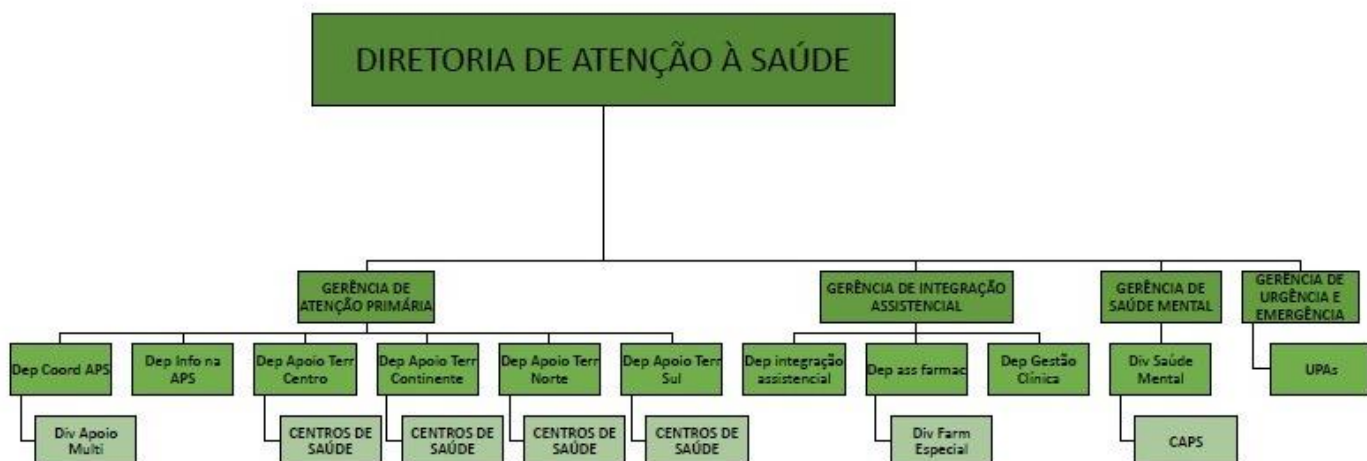 DIRETORIA DE ATENÇÃO À SAÚDE
GERÊNCIA DE
ATENÇÃO PRIMÁRIA
GERÊNCIA DE INTEGRAÇÃO
ASSISTENCIAL
GERÊNCIA DE
SAÚDE MENTAL
GERÊNCIA DE
URGÊNCIA E
EMERGÊNCIA
Dep Coord APS
Dep Info na
APS
Dep Apoio Terr
Centro
Dep Apoio Terr
Continente
Dep Apoio Terr
Norte
Dep Apoio Terr
Sul
Dep integração
assistencial
Dep ass farmac
Dep Gestão
Clínica
Div Saúde
Mental
UPAs
Div Apoio
Multi
CENTROS DE
SAÚDE
CENTROS DE
SAÚDE
CENTROS DE
SAÚDE
CENTROS DE
SAÚDE
Div Farm
Especial
CAPS